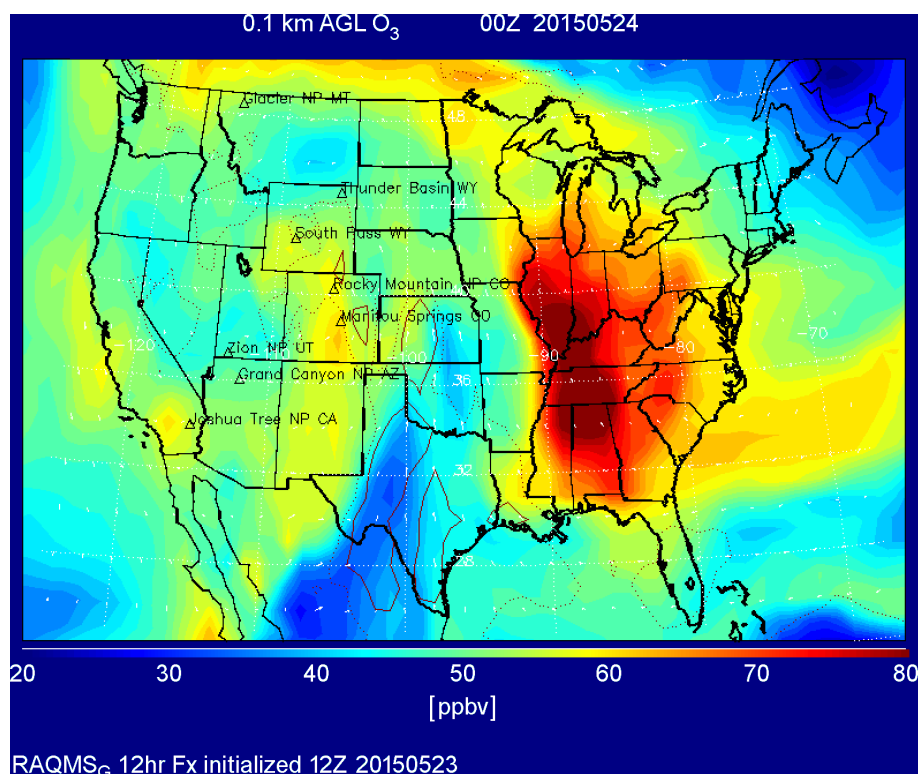 0.1 km AGL O3 00Z 20150524
Glacier NP MT
48
Thunder Basin WY
44
South Pass WY
Rocky Mountain NP CO
Manitou Springs CO
-70
-120
Zion NP UT
-110
-100
-90
-80
Grand Canyon NP AZ
36
Joshua Tree NP CA
32
28
20 30 40 50 60 70 80
[ppbv]
RAQMSG 12hr Fx initialized 12Z 20150523